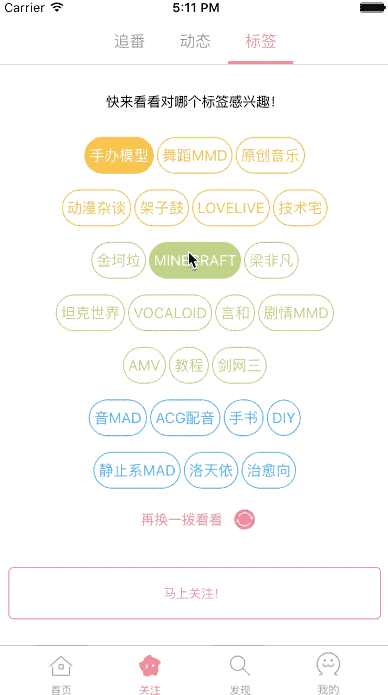 Carrier 5:11 PM
追番 动态 标签
快来看看对哪个标签感兴趣！
手办模型 舞蹈MMD 原创音乐
动漫杂谈 架子鼓 LOVELIVE 技术宅
金坷垃 MINECRAFT 梁非凡
坦克世界 VOCALOID 言和 剧情MMD
AMV 教程 剑网三
音MAD ACG配音 手书 DIY
静止系MAD 洛天依 治愈向
再换一拨看看
马上关注！
首页 关注 发现 我的